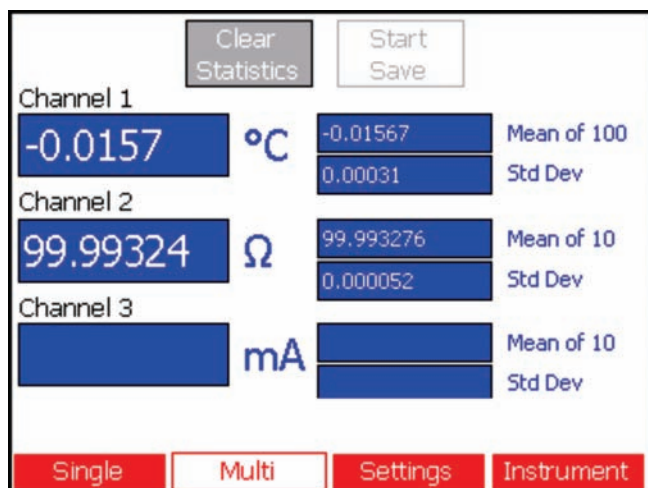 Clear
Statistics
Start
Save
Channel 1
-0.0157
°C
-0.01567
Mean of 100
0.00031
Std Dev
Channel 2
99.99324
Ω
99.993276
Mean of 10
0.000052
Std Dev
Channel 3
mA
Mean of 10
Std Dev
Single
Multi
Settings
Instrument